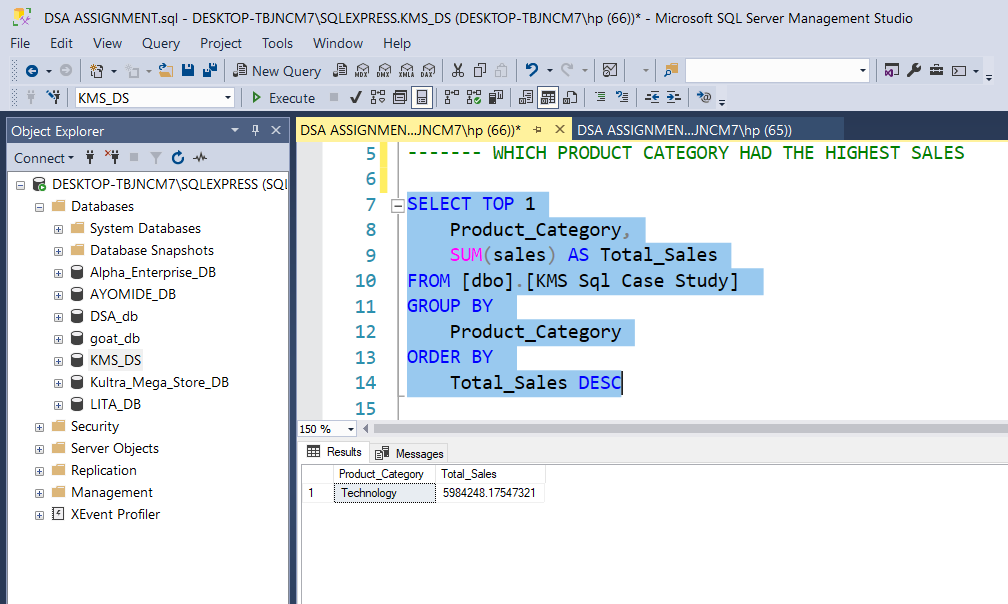 DSA ASSIGNMENT.sql - DESKTOP-TBJNCM7\SQLEXPRESS.KMS_DS (DESKTOP-TBJNCM7\hp (66))* - Microsoft SQL Server Management Studio
File Edit View Query Project Tools Window Help
New Query MDX DMX XMLA DAX
KMS_DS Execute
Object Explorer
Connect
DESKTOP-TBJNCM7\SQLEXPRESS (SQL
Databases
System Databases
Database Snapshots
Alpha_Enterprise_DB
AYOMIDE_DB
DSA_db
goat_db
KMS_DS
Kultra_Mega_Store_DB
LITA_DB
Security
Server Objects
Replication
Management
XEvent Profiler
DSA ASSIGNMEN...JNCM7\hp (66))* DSA ASSIGNMEN...JNCM7\hp (65))
5 ------- WHICH PRODUCT CATEGORY HAD THE HIGHEST SALES
6
7 SELECT TOP 1
8 Product_Category,
9 SUM(sales) AS Total_Sales
10 FROM [dbo].[KMS Sql Case Study]
11 GROUP BY
12 Product_Category
13 ORDER BY
14 Total_Sales DESC
15
150 %
Results Messages
Product_Category Total_Sales
1 Technology 5984248.17547321